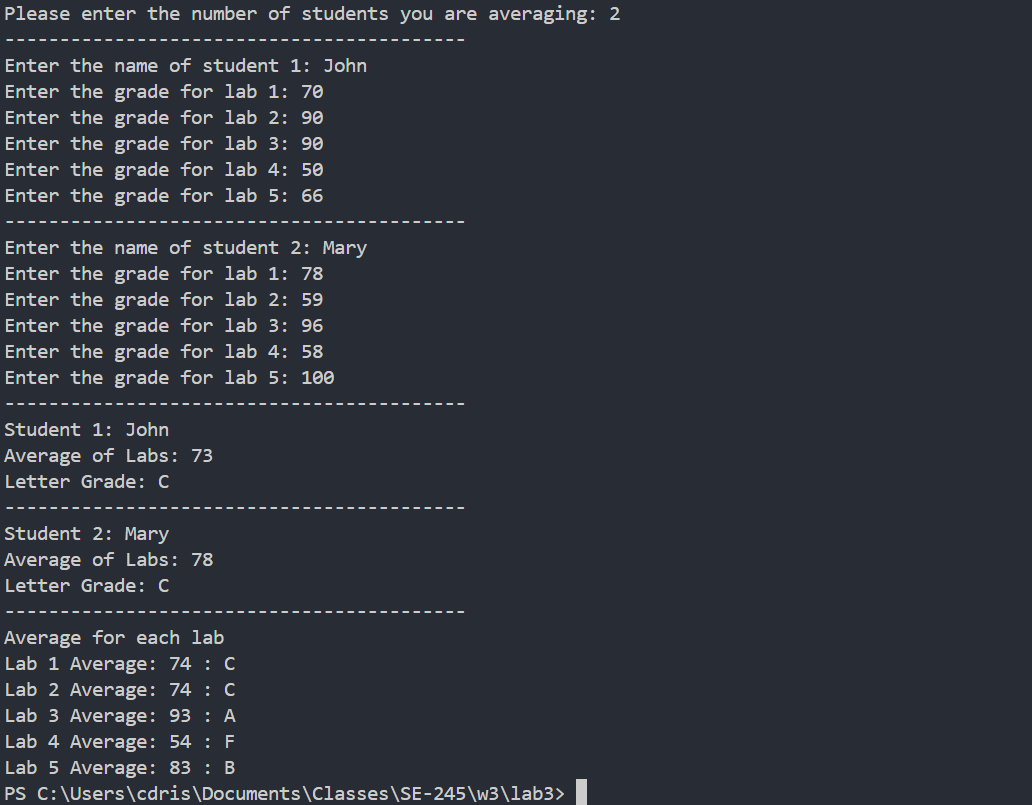 Please enter the number of students you are averaging: 2
------------------------------------------
Enter the name of student 1: John
Enter the grade for lab 1: 70
Enter the grade for lab 2: 90
Enter the grade for lab 3: 90
Enter the grade for lab 4: 50
Enter the grade for lab 5: 66
------------------------------------------
Enter the name of student 2: Mary
Enter the grade for lab 1: 78
Enter the grade for lab 2: 59
Enter the grade for lab 3: 96
Enter the grade for lab 4: 58
Enter the grade for lab 5: 100
------------------------------------------
Student 1: John
Average of Labs: 73
Letter Grade: C
------------------------------------------
Student 2: Mary
Average of Labs: 78
Letter Grade: C
------------------------------------------
Average for each lab
Lab 1 Average: 74 : C
Lab 2 Average: 74 : C
Lab 3 Average: 93 : A
Lab 4 Average: 54 : F
Lab 5 Average: 83 : B
PS C:\Users\cdris\Documents\Classes\SE-245\w3\lab3>